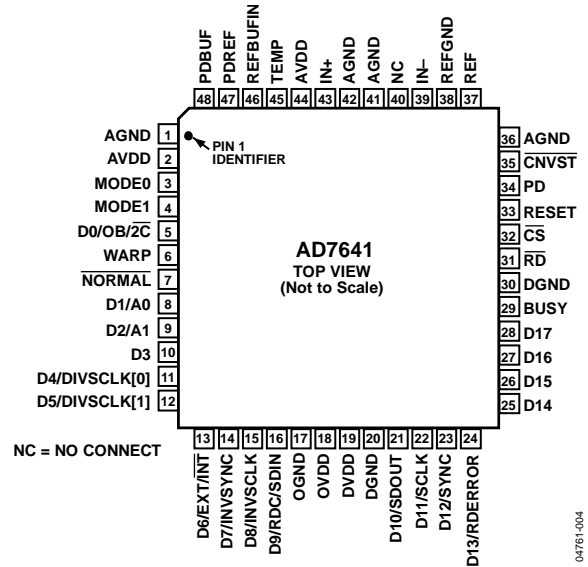 PDBUF
PDREF
REFBUFIN
TEMP
AVDD
IN+
AGND
AGND
NC
IN–
REFGND
REF
48 47 46 45 44 43 42 41 40 39 38 37
AGND 1
AVDD 2
MODE0 3
MODE1 4
D0/OB/2C 5
WARP 6
NORMAL 7
D1/A0 8
D2/A1 9
D3 10
D4/DIVSCLK[0] 11
D5/DIVSCLK[1] 12
PIN 1
IDENTIFIER
AD7641
TOP VIEW
(Not to Scale)
36 AGND
35 CNVST
34 PD
33 RESET
32 CS
31 RD
30 DGND
29 BUSY
28 D17
27 D16
26 D15
25 D14
13 14 15 16 17 18 19 20 21 22 23 24
D6/EXT/INT
D7/INVSYNC
D8/INVSCLK
D9/RDC/SDIN
OGND
OVDD
DVDD
DGND
D10/SDOUT
D11/SCLK
D12/SYNC
D13/RDERROR
NC = NO CONNECT
04761-004